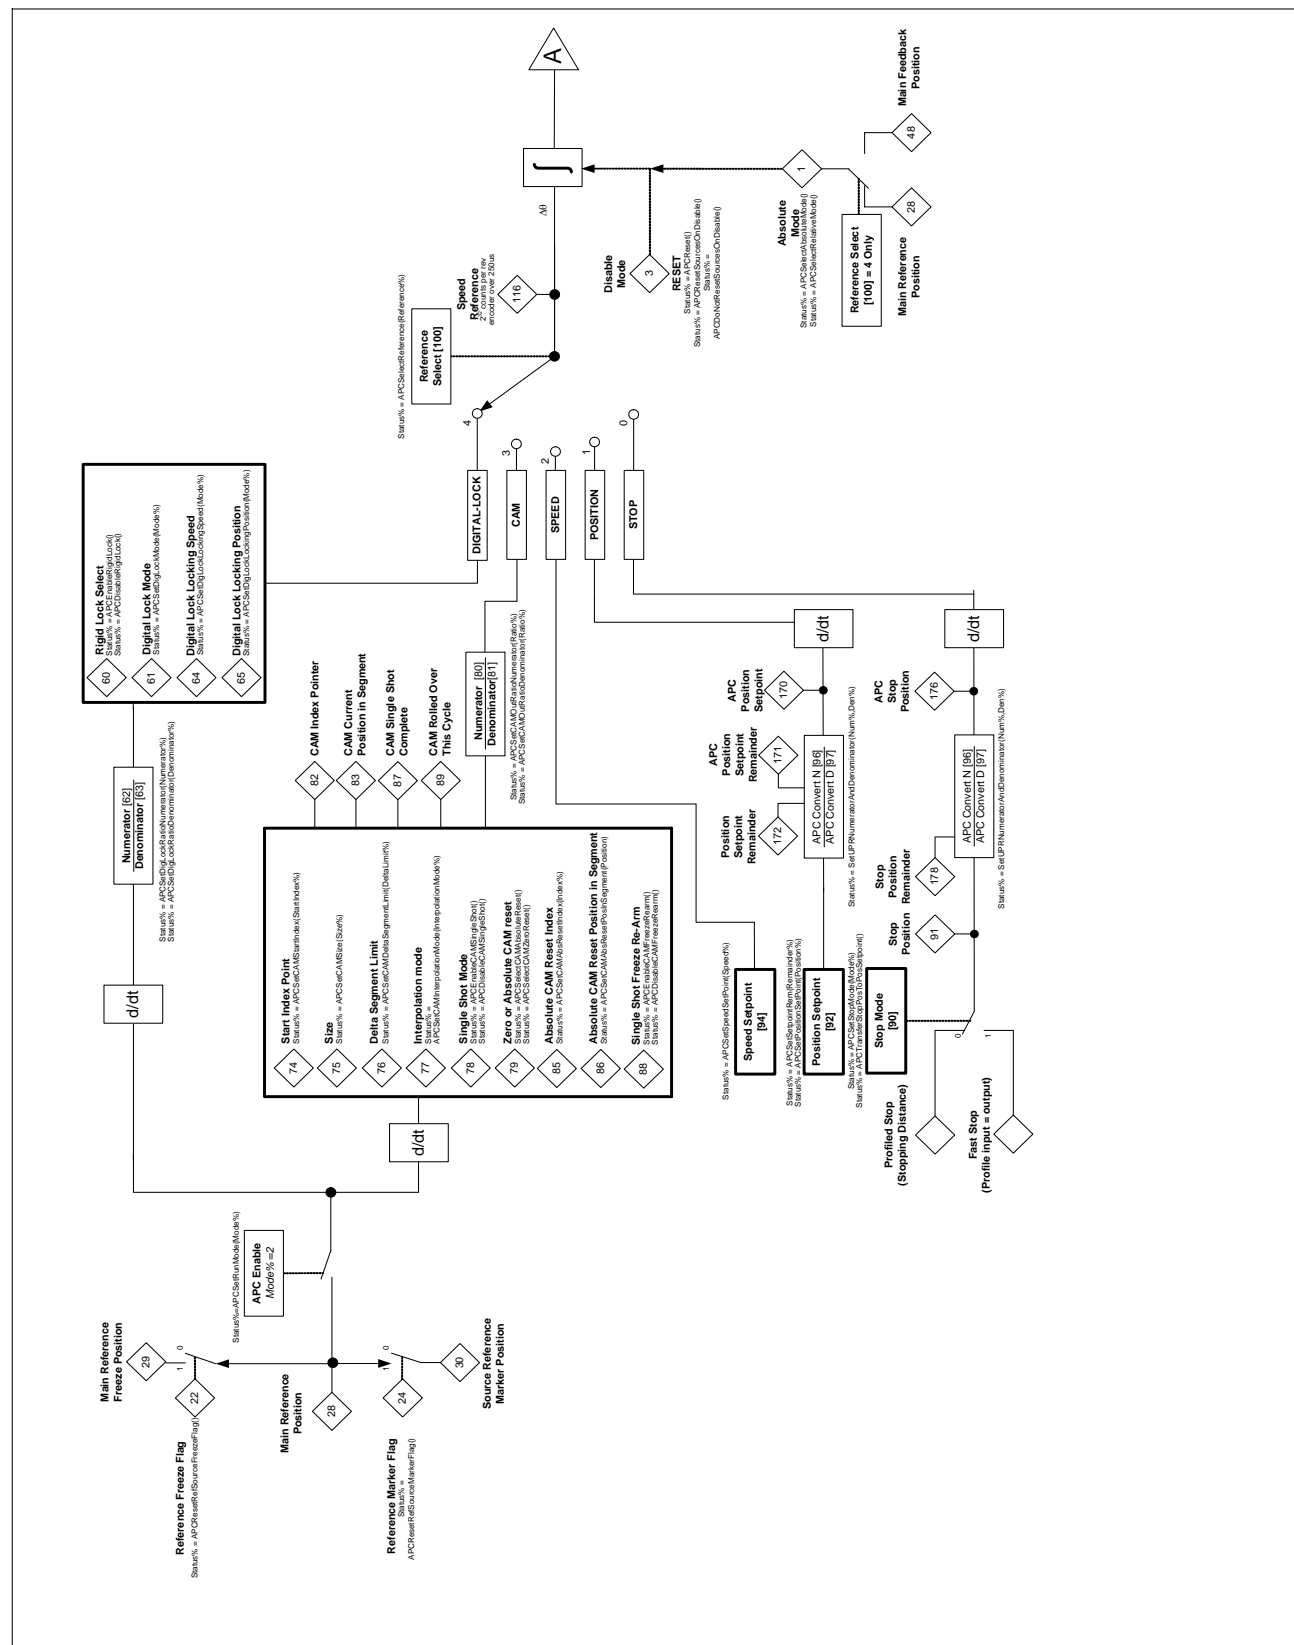 Main Reference
Freeze Position
29
1
0
22
Reference Freeze Flag
Status% = APCResetRefSourceFreezeFlag()
Main Reference
Position
28
1
0
24
Reference Marker Flag
Status% =
APCResetRefSourceMarkerFlag()
30
Source Reference
Marker Position
Status%=APCSetRunMode(Mode%)
APC Enable
Mode% =2
d/dt
d/dt
Numerator [62]
Denominator [63]
Status% = APCSetDigLockRatioNumerator(Numerator%)
Status% = APCSetDigLockRatioDenominator(Denominator%)
60
Rigid Lock Select
Status% = APCEnableRigidLock()
Status% = APCDisableRigidLock()
61
Digital Lock Mode
Status% = APCSetDigLockMode(Mode%)
64
Digital Lock Locking Speed
Status% = APCSetDigLockLockingSpeed(Mode%)
65
Digital Lock Locking Position
Status% = APCSetDigLockLockingPosition(Mode%)
74
Start Index Point
Status% = APCSetCAMStartIndex(StartIndex%)
75
Size
Status% = APCSetCAMSize(Size%)
76
Delta Segment Limit
Status% = APCSetCAMDeltaSegmentLimit(DeltaLimit%)
77
Interpolation mode
Status% =
APCSetCAMInterpolationMode(InterpolationMode%)
78
Single Shot Mode
Status% = APCEnableCAMSingleShot()
Status% = APCDisableCAMSingleShot()
79
Zero or Absolute CAM reset
Status% = APCSelectCAMAbsoluteReset()
Status% = APCSelectCAMZeroReset()
85
Absolute CAM Reset Index
Status% = APCSetCAMAbsResetIndex(Index%)
86
Absolute CAM Reset Position in Segment
Status% = APCSetCAMAbsResetPosInSegment(Position)
88
Single Shot Freeze Re-Arm
Status% = APCEnableCAMFreezeRearm()
Status% = APCDisableCAMFreezeRearm()
82
CAM Index Pointer
83
CAM Current
Position in Segment
87
CAM Single Shot
Complete
89
CAM Rolled Over
This Cycle
Numerator [80]
Denominator[81]
Status% = APCSetCAMOutRatioNumerator(Ratio%)
Status% = APCSetCAMOutRatioDenominator(Ratio%)
Status% = APCSetSpeedSetPoint(Speed%)
Speed Setpoint
[94]
Status% = APCSetSetpointRem(Remainder%)
Status% = APCSetPositionSetPoint(Position%)
Position Setpoint
[92]
Status% = APCSetStopMode(Mode%)
Status% = APCTransferStopPosToPosSetpoint()
Stop Mode
[90]
0
1
Profiled Stop
(Stopping Distance)
Fast Stop
(Profile input = output)
Position
Setpoint
Remainder
172
APC
Position
Setpoint
Remainder
171
APC Convert N [96]
APC Convert D [97]
Status% = SetUPRNumeratorAndDenominator(Num%,Den%)
APC
Position
Setpoint
170
d/dt
Stop
Position
91
Stop
Position
Remainder
178
APC Convert N [96]
APC Convert D [97]
Status% = SetUPRNumeratorAndDenominator(Num%,Den%)
APC
Stop
Position
176
d/dt
DIGITAL-LOCK
4
CAM
3
SPEED
2
POSITION
1
STOP
0
Status% = APCSelectReference(Reference%)
Reference
Select [100]
Speed
Reference
counts per rev
encoder over 250us
116
Δθ
∫
A
Disable
Mode
3
RESET
Status% = APCReset()
Status% = APCResetSourcesOnDisable()
Status% =
APCDoNotResetSourcesOnDisable()
Absolute
Mode
1
Status% = APCSelectAbsoluteMode()
Status% = APCSelectRelativeMode()
Reference Select
[100] = 4 Only
28
Main Reference
Position
48
Main Feedback
Position